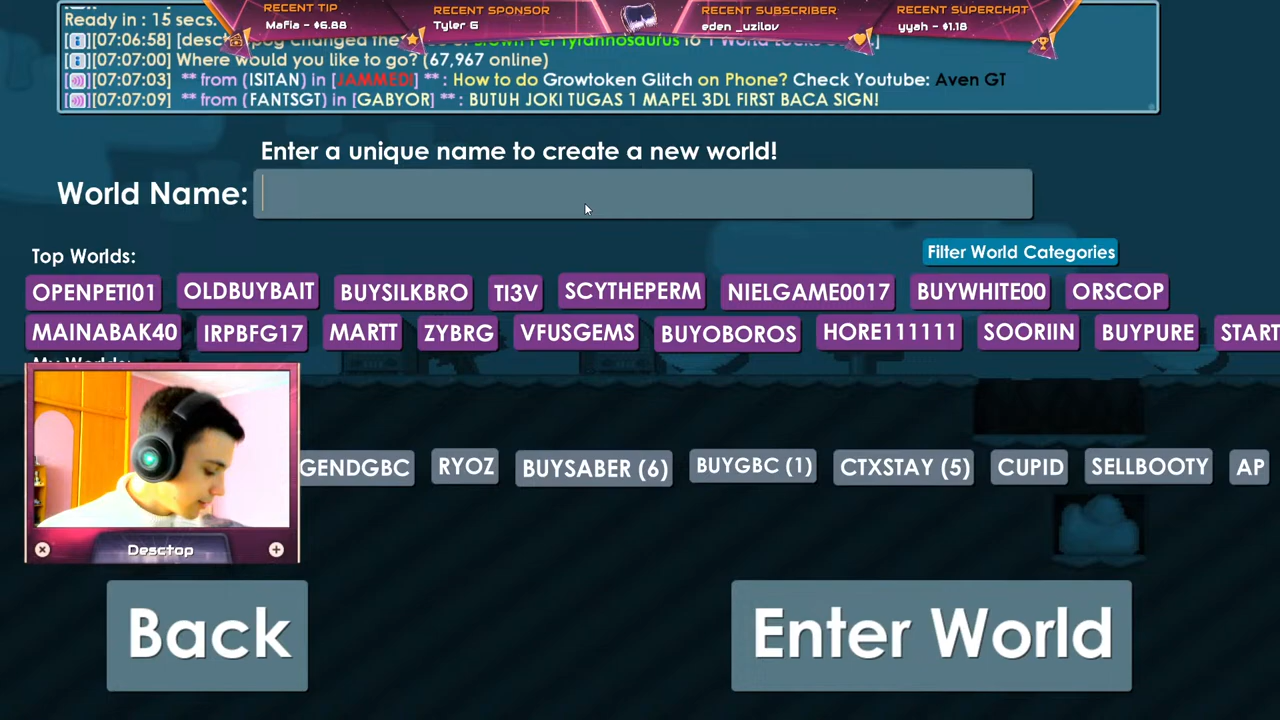 RECENT TIP
Mafia - $6.88
RECENT SPONSOR
Tyler G
RECENT SUBSCRIBER
eden _uzilov
RECENT SUPERCHAT
yyah - $1.18
Ready in : 15 secs.
[i][07:06:58]
[07:07:00] Where would you like to go? (67,967 online)
[07:07:03] ** from (ISITAN) in [JAMMEDI] ** : How to do Growtoken Glitch on Phone? Check Youtube: Aven GT
[07:07:09] ** from (FANTSGT) in [GABYOR] ** : BUTUH JOKI TUGAS 1 MAPEL 3DL FIRST BACA SIGN!
Enter a unique name to create a new world!
World Name:
Top Worlds:
Filter World Categories
OPENPETI01 OLDBUYBAIT BUYSILKBRO TI3V SCYTHEPERM NIELGAME0017 BUYWHITE00 ORSCOP
MAINABAK40 IRPBFG17 MARTT ZYBRG VFUSGEMS BUYOBOROS HORE111111 SOORIIN BUYPURE START
My Worlds:
GENDGBC RYOZ BUYSABER (6) BUYGBC (1) CTXSTAY (5) CUPID SELLBOOTY AP
Desctop
Back
Enter World